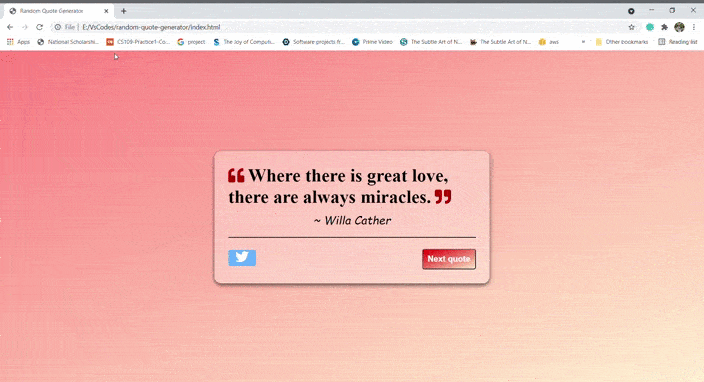 Random Quote Generator
File | E:/VsCodes/random-quote-generator/index.html
Apps National Scholarshi... CS109-Practice1-Co... project The Joy of Computi... Software projects fr... Prime Video The Subtle Art of N... The Subtle Art of N... aws » Other bookmarks Reading list
Where there is great love,
there are always miracles.
~ Willa Cather
Next quote